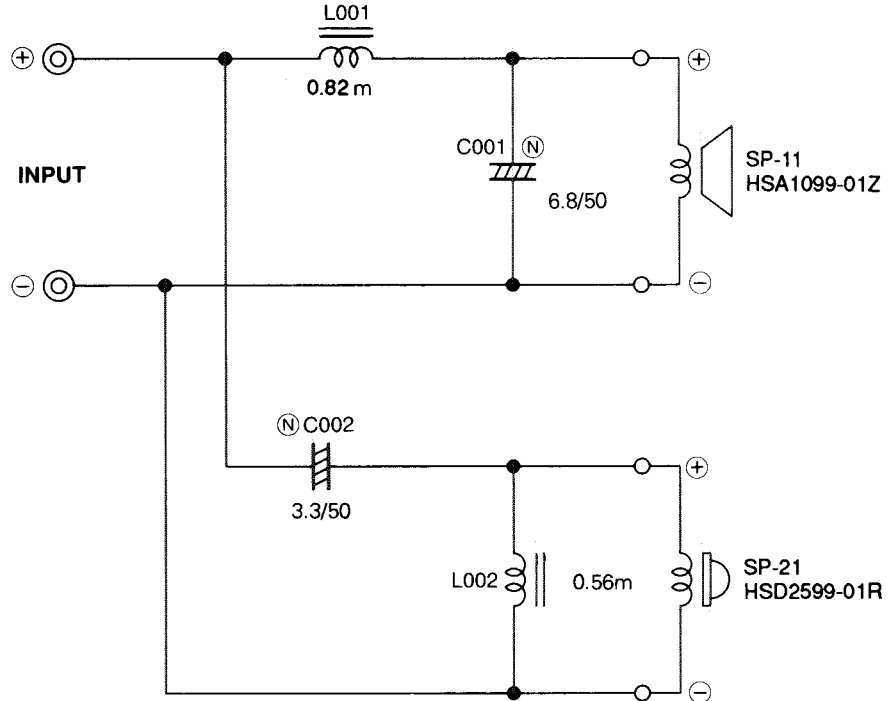 L001
0.82 m
⊕
⊕
C001 Ⓝ
6.8/50
SP-11
HSA1099-01Z
INPUT
⊖
⊖
Ⓝ C002
3.3/50
⊕
L002
0.56m
SP-21
HSD2599-01R
⊖